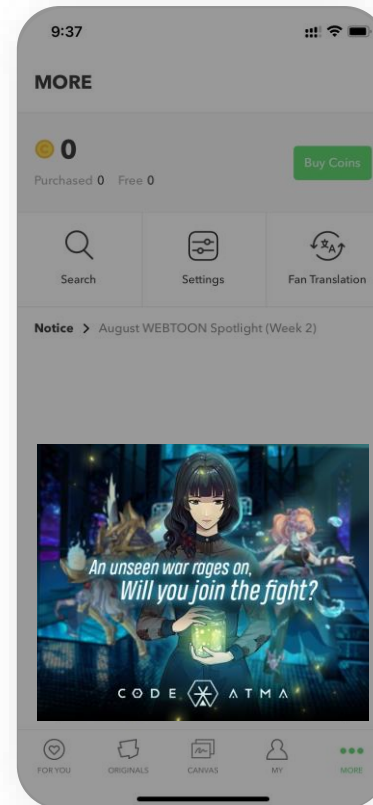 9:37
MORE
0
Buy Coins
Purchased 0 Free 0
Search
Settings
Fan Translation
Notice > August WEBTOON Spotlight (Week 2)
An unseen war rages on,
Will you join the fight?
CODE ATMA
FOR YOU
ORIGINALS
CANVAS
MY
MORE